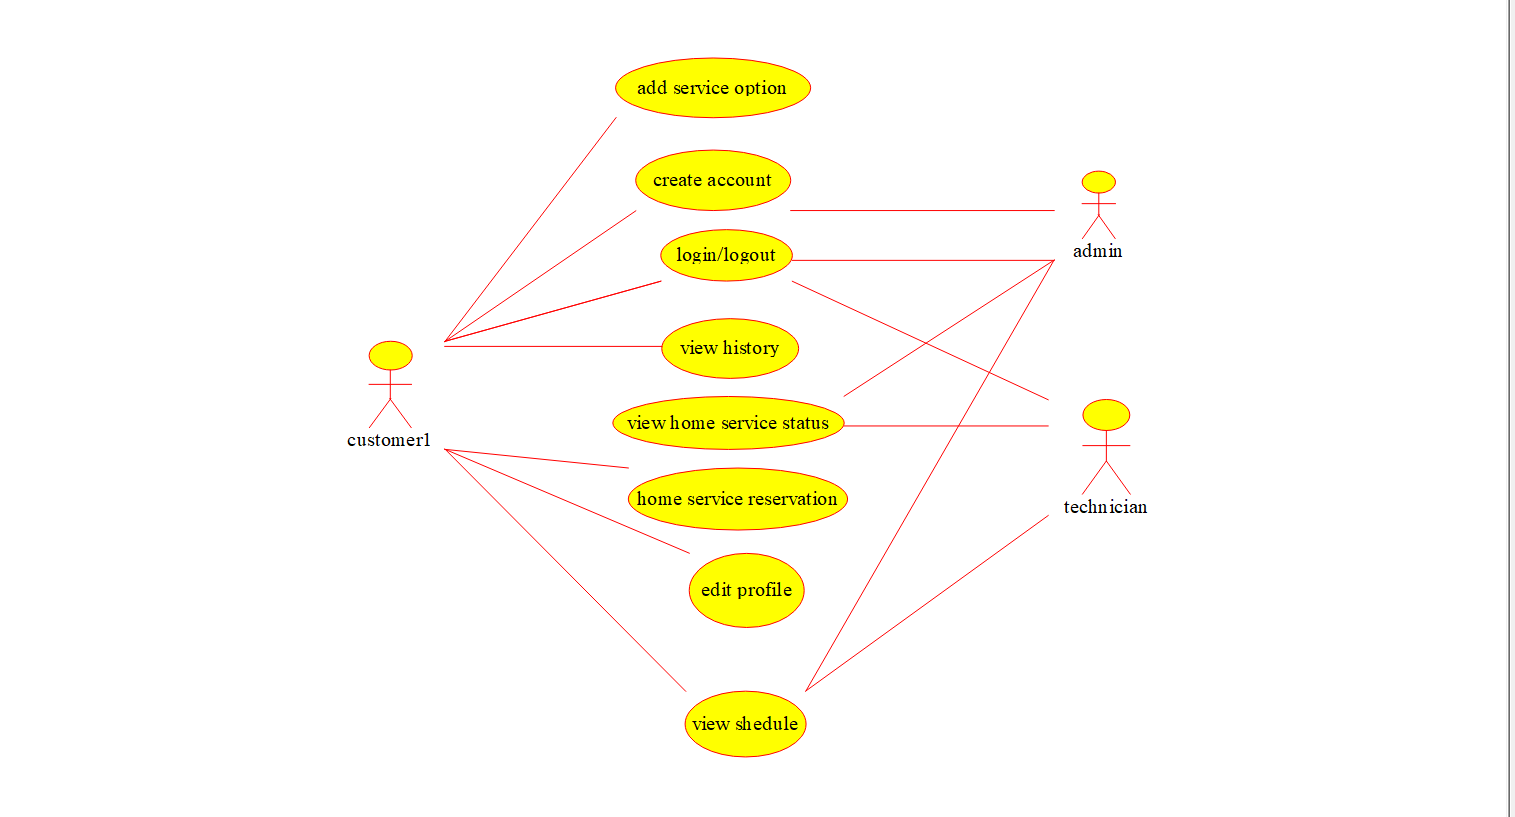 add service option
create account
admin
login/logout
view history
view home service status
customer1
home service reservation
technician
edit profile
view shedule